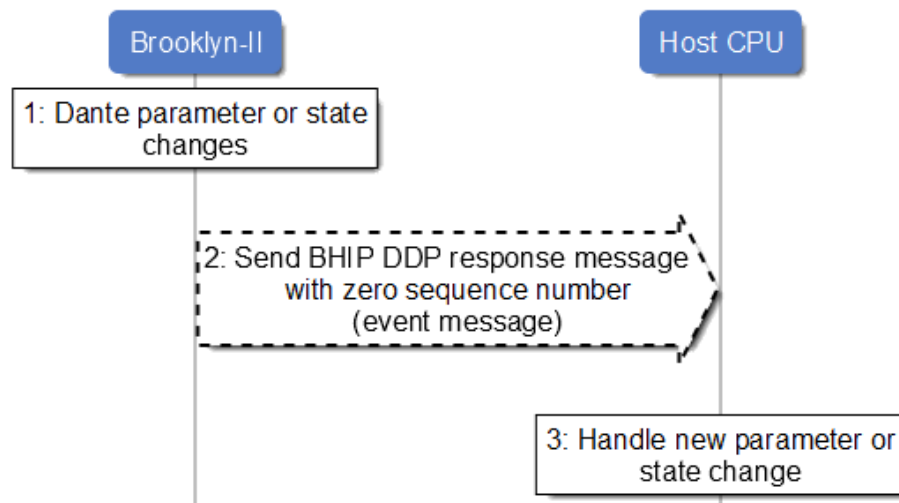 Brooklyn-II
Host CPU
1: Dante parameter or state
changes
2: Send BHIP DDP response message
with zero sequence number
(event message)
3: Handle new parameter or
state change